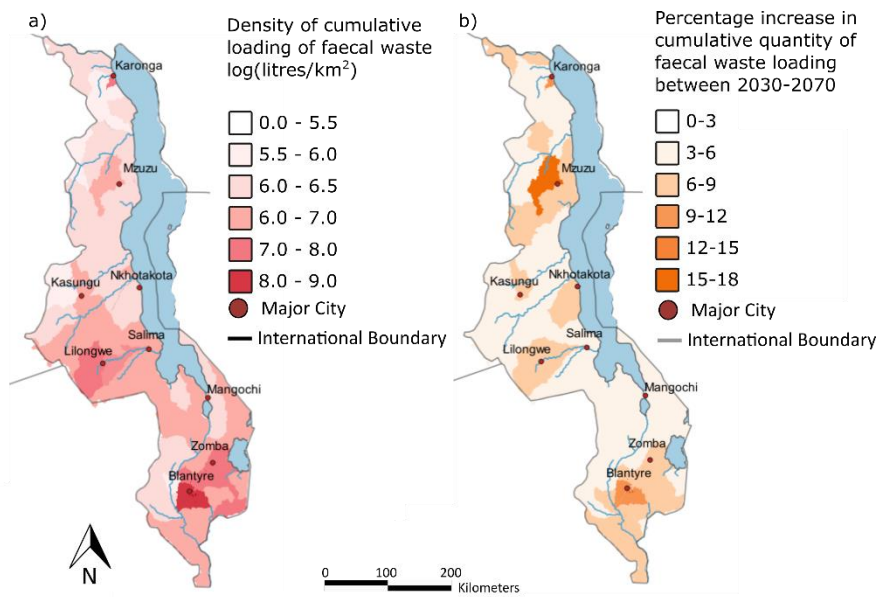 a)
Density of cumulative
loading of faecal waste
log(litres/km²)
0.0 - 5.5
5.5 - 6.0
6.0 - 6.5
6.0 - 7.0
7.0 - 8.0
8.0 - 9.0
Major City
International Boundary
Karonga
Mzuzu
Kasungu
Nkhotakota
Salima
Lilongwe
Mangochi
Zomba
Blantyre
N
0 100 200
Kilometers
b)
Percentage increase in
cumulative quantity of
faecal waste loading
between 2030-2070
0-3
3-6
6-9
9-12
12-15
15-18
Major City
International Boundary
Karonga
Mzuzu
Kasungu
Nkhotakota
Salima
Lilongwe
Mangochi
Zomba
Blantyre